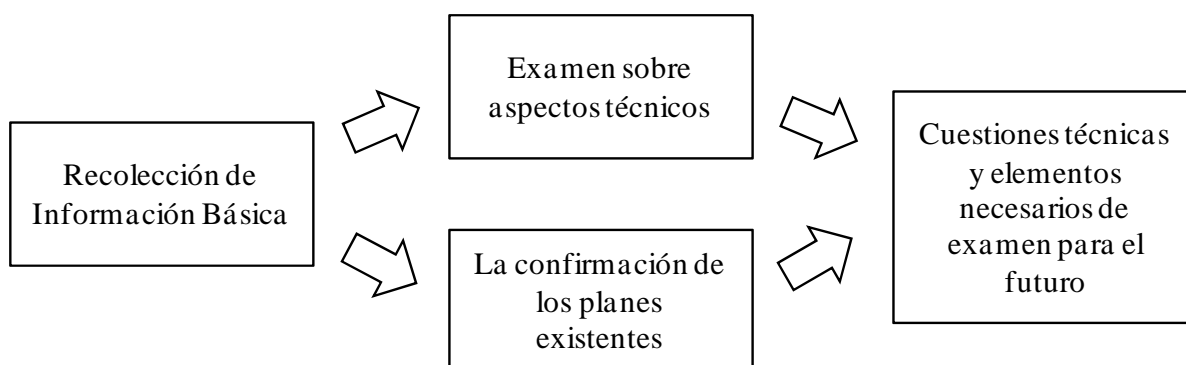 Recolección de
Información Básica
Examen sobre
aspectos técnicos
La confirmación de
los planes
existentes
Cuestiones técnicas
y elementos
necesarios de
examen para el
futuro